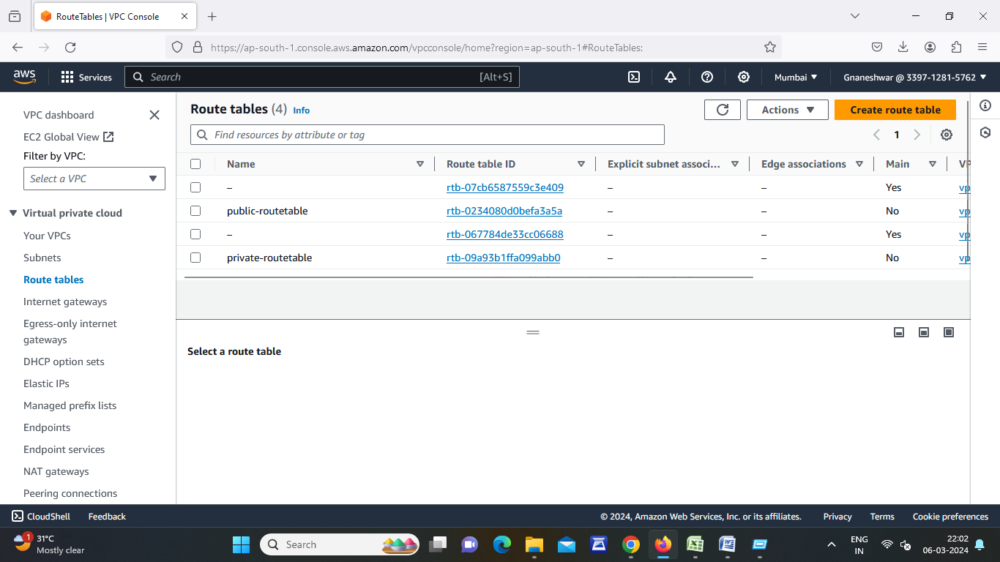 RouteTables | VPC Console
https://ap-south-1.console.aws.amazon.com/vpcconsole/home?region=ap-south-1#RouteTables:
aws Services Search [Alt+S] Mumbai Gnaneshwar @ 3397-1281-5762
VPC dashboard
EC2 Global View
Filter by VPC:
Select a VPC
Virtual private cloud
Your VPCs
Subnets
Route tables
Internet gateways
Egress-only internet
gateways
DHCP option sets
Elastic IPs
Managed prefix lists
Endpoints
Endpoint services
NAT gateways
Peering connections
Route tables (4) Info Actions Create route table
Find resources by attribute or tag 1
Name Route table ID Explicit subnet associ... Edge associations Main VP
– rtb-07cb6587559c3e409 – – Yes vp
public-routetable rtb-0234080d0befa3a5a – – No vp
– rtb-067784de33cc06688 – – Yes vp
private-routetable rtb-09a93b1ffa099abb0 – – No vp
Select a route table
CloudShell Feedback © 2024, Amazon Web Services, Inc. or its affiliates. Privacy Terms Cookie preferences
1 31°C
Mostly clear
Search
ENG
IN
22:02
06-03-2024